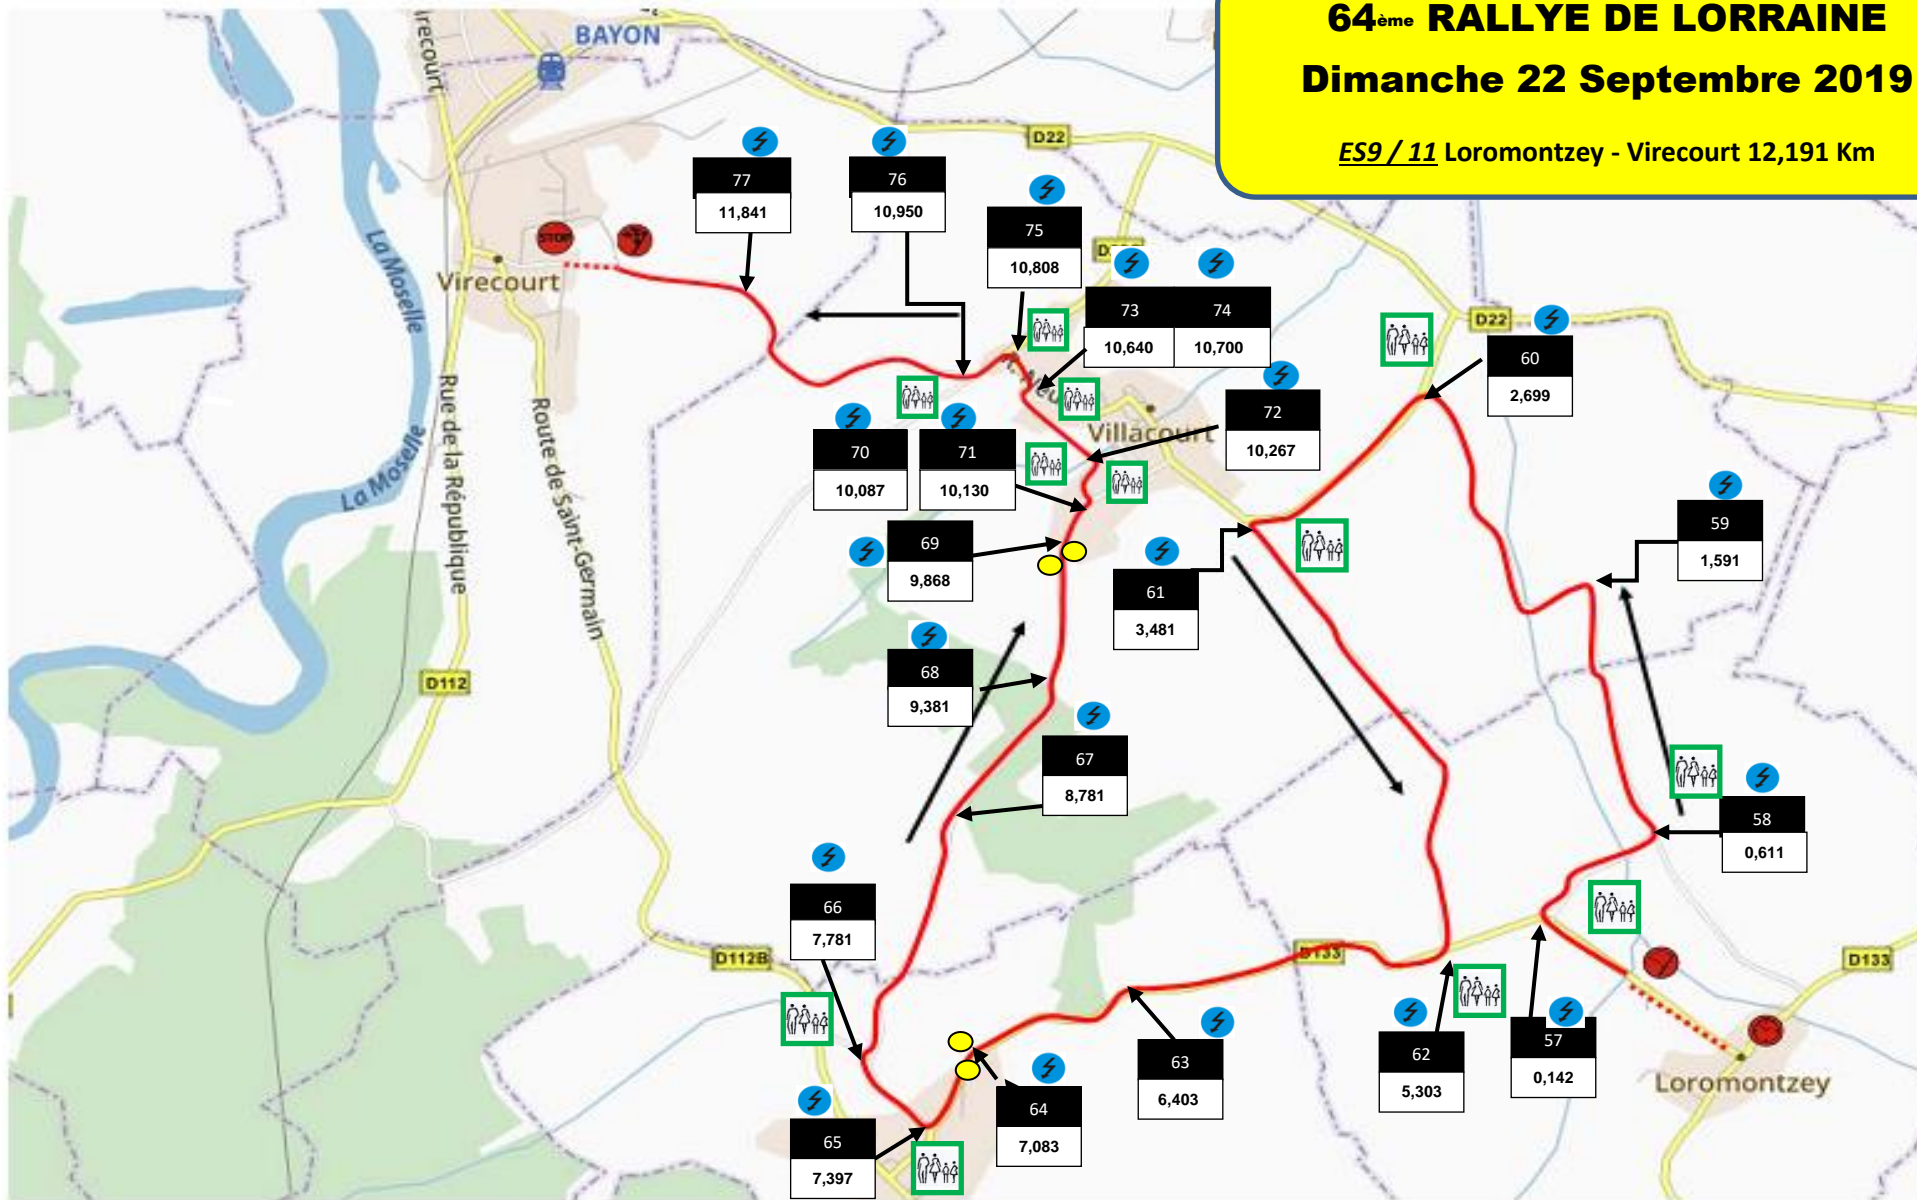 64ème RALLYE DE LORRAINE
Dimanche 22 Septembre 2019
ES9 / 11 Loromontzey - Virecourt 12,191 Km
BAYON
D22
77
11,841
76
10,950
75
10,808
73
10,640
74
10,700
D22
60
2,699
STOP
Virecourt
La Moselle
La Moselle
Rue de la République
Route de Saint-Germain
Villacourt
72
10,267
70
10,087
71
10,130
69
9,868
59
1,591
61
3,481
68
9,381
D112
67
8,781
58
0,611
66
7,781
D112B
D133
D133
57
0,142
62
5,303
63
6,403
64
7,083
65
7,397
Loromontzey